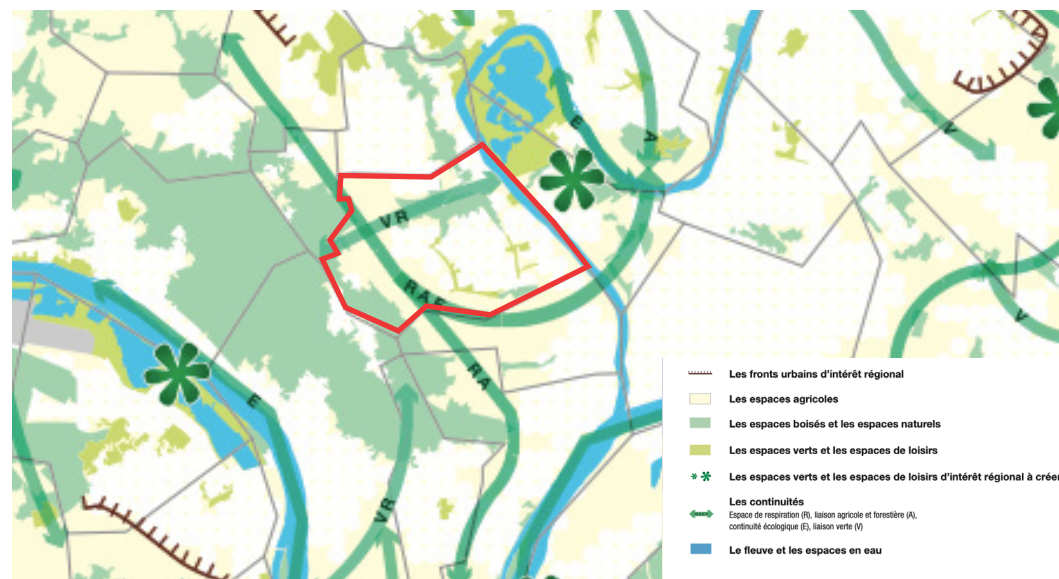 E
A
V
VR
RAE
RA
V
E
VR
Les fronts urbains d'intérêt régional
Les espaces agricoles
Les espaces boisés et les espaces naturels
Les espaces verts et les espaces de loisirs
Les espaces verts et les espaces de loisirs d'intérêt régional à créer
Les continuités
Espace de respiration (R), liaison agricole et forestière (A),
continuité écologique (E), liaison verte (V)
Le fleuve et les espaces en eau